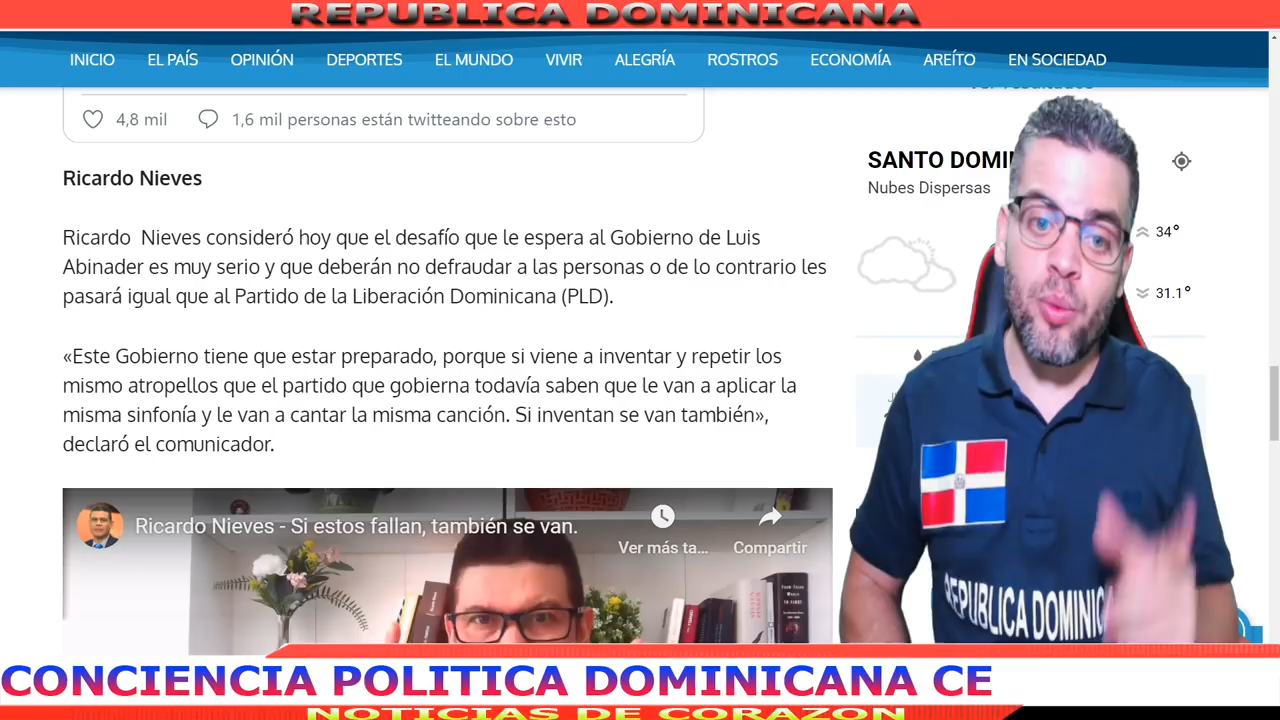 REPUBLICA DOMINICANA
INICIO EL PAÍS OPINIÓN DEPORTES EL MUNDO VIVIR ALEGRÍA ROSTROS ECONOMÍA AREÍTO EN SOCIEDAD
4,8 mil 1,6 mil personas están twitteando sobre esto
Ricardo Nieves
Ricardo Nieves consideró hoy que el desafío que le espera al Gobierno de Luis
Abinader es muy serio y que deberán no defraudar a las personas o de lo contrario les
pasará igual que al Partido de la Liberación Dominicana (PLD).
«Este Gobierno tiene que estar preparado, porque si viene a inventar y repetir los
mismo atropellos que el partido que gobierna todavía saben que le van a aplicar la
misma sinfonía y le van a cantar la misma canción. Si inventan se van también»,
declaró el comunicador.
Ricardo Nieves - Si estos fallan, también se van.
Ver más ta... Compartir
SANTO DOMI
Nubes Dispersas
34°
31.1°
REPUBLICA DOMINIC
CONCIENCIA POLITICA DOMINICANA CE
NOTICIAS DE CORAZON